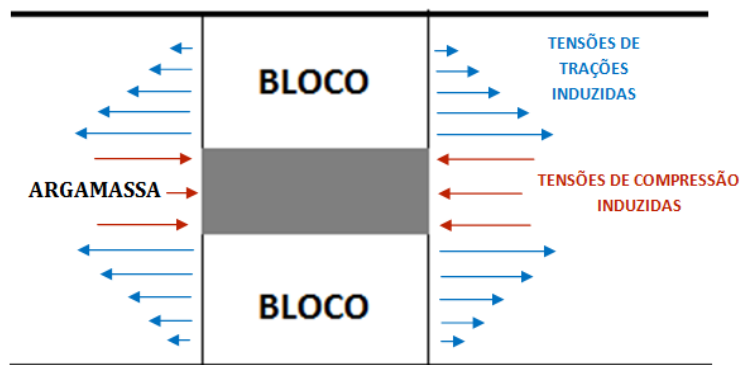 TENSÕES DE
TRAÇÕES
INDUZIDAS
BLOCO
ARGAMASSA
TENSÕES DE COMPRESSÃO
INDUZIDAS
BLOCO